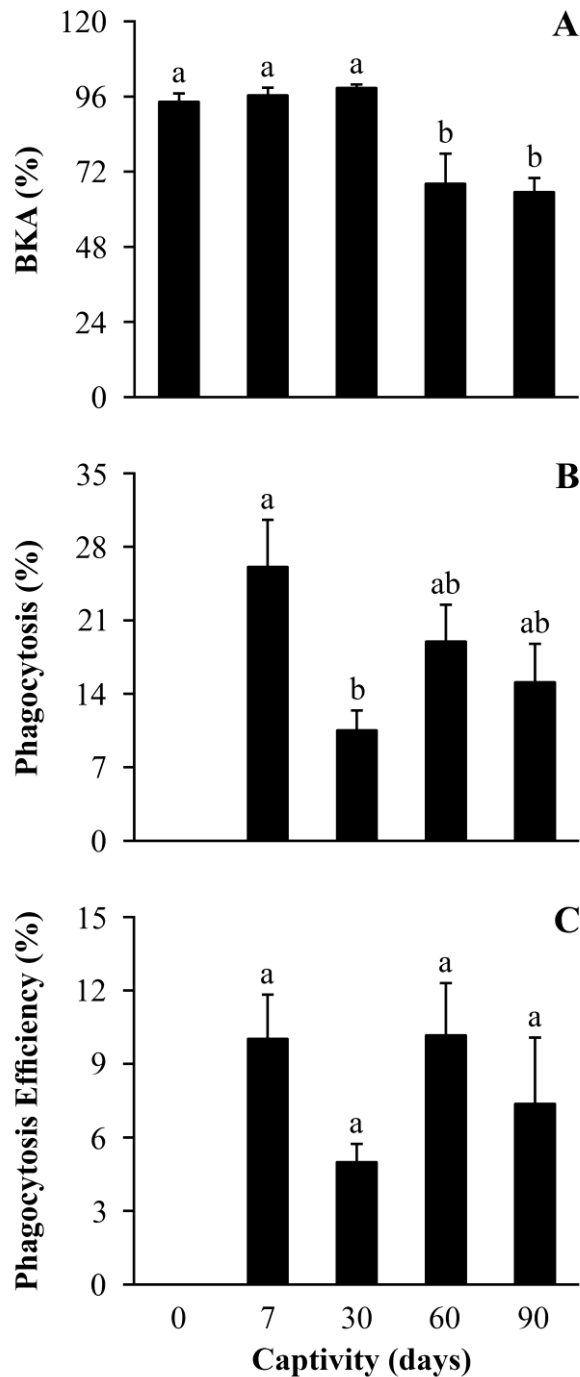 A
BKA (%)
120
96
72
48
24
0
a
a
a
b
b
B
Phagocytosis (%)
35
28
21
14
7
0
a
b
ab
ab
C
Phagocytosis Efficiency (%)
15
12
9
6
3
0
a
a
a
a
0 7 30 60 90
Captivity (days)